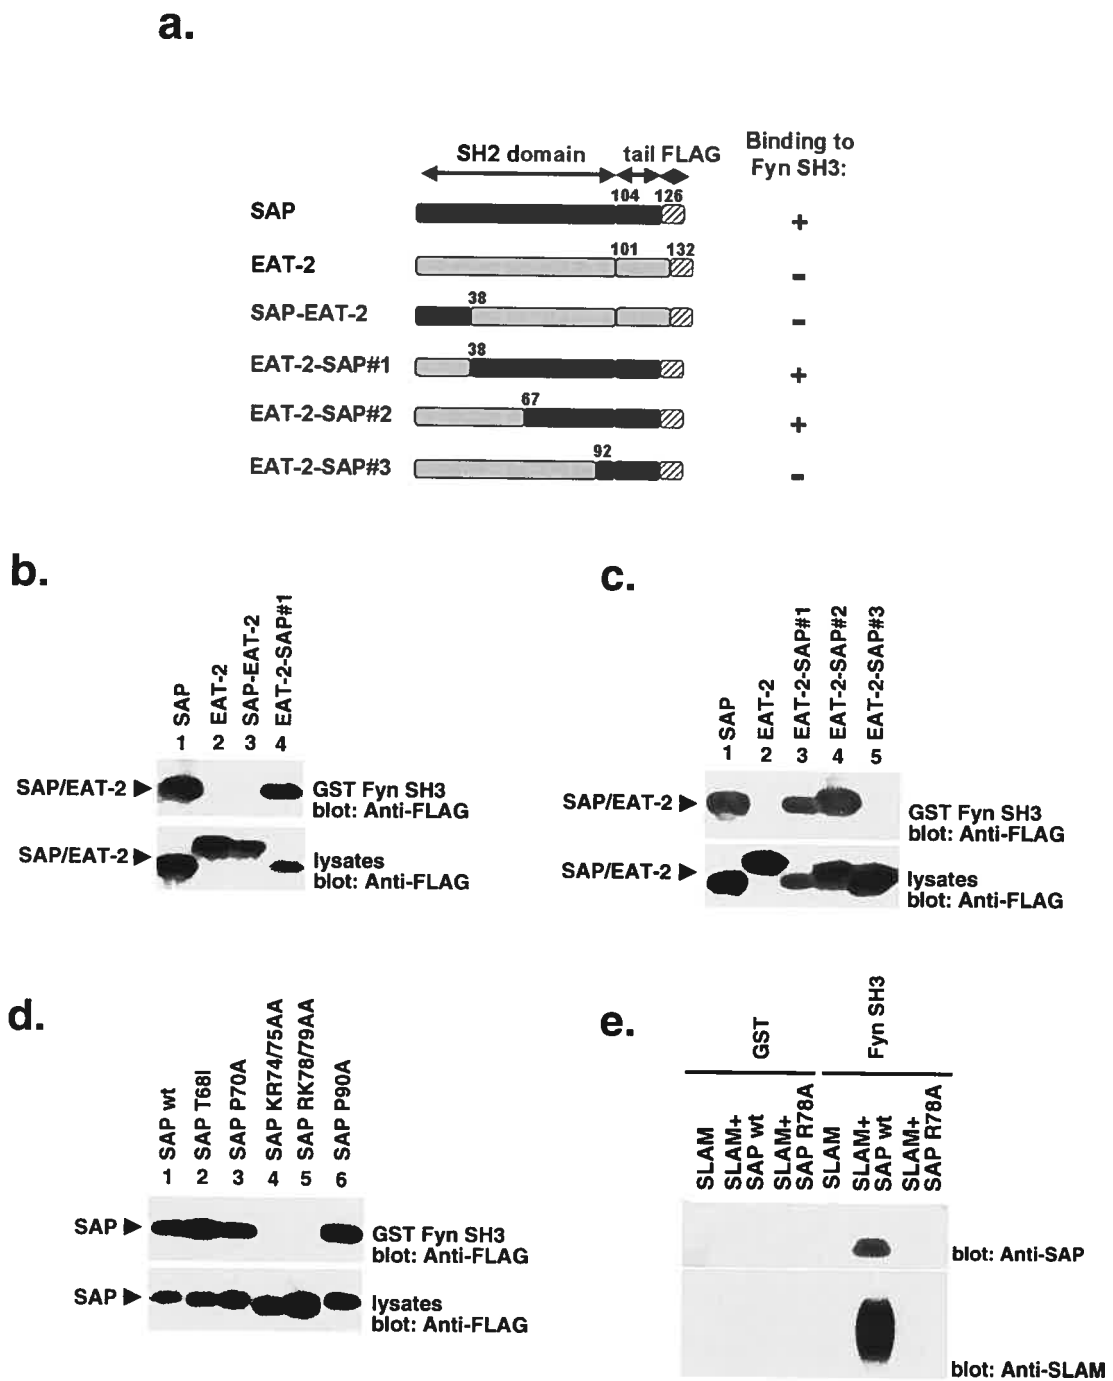 a.
SH2 domain tail FLAG
Binding to
Fyn SH3:
104 126
SAP +
101 132
EAT-2 -
38
SAP-EAT-2 -
38
EAT-2-SAP#1 +
67
EAT-2-SAP#2 +
92
EAT-2-SAP#3 -
b.
SAP
EAT-2
SAP-EAT-2
EAT-2-SAP#1
1 2 3 4
SAP/EAT-2
GST Fyn SH3
blot: Anti-FLAG
SAP/EAT-2
lysates
blot: Anti-FLAG
c.
SAP
EAT-2
EAT-2-SAP#1
EAT-2-SAP#2
EAT-2-SAP#3
1 2 3 4 5
SAP/EAT-2
GST Fyn SH3
blot: Anti-FLAG
SAP/EAT-2
lysates
blot: Anti-FLAG
d.
SAP wt
SAP T68I
SAP P70A
SAP KR74/75AA
SAP RK78/79AA
SAP P90A
1 2 3 4 5 6
SAP
GST Fyn SH3
blot: Anti-FLAG
SAP
lysates
blot: Anti-FLAG
e.
GST
Fyn SH3
SLAM
SLAM+
SAP wt
SLAM+
SAP R78A
SLAM
SLAM+
SAP wt
SLAM+
SAP R78A
blot: Anti-SAP
blot: Anti-SLAM